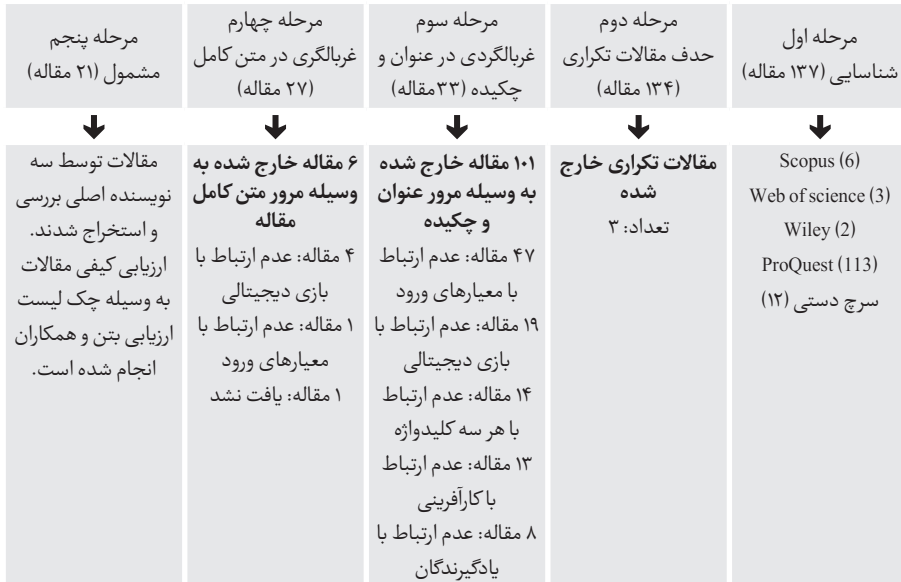 مرحله اول
شناسایی (۱۳۷ مقاله)
Scopus (6)
Web of science (3)
Wiley (2)
ProQuest (113)
سرچ دستی (۱۲)
مرحله دوم
حذف مقالات تکراری
(۱۳۴ مقاله)
مقالات تکراری خارج
شده
تعداد: ۳
مرحله سوم
غربالگردی در عنوان و
چکیده (۳۳مقاله)
۱۰۱ مقاله خارج شده
به وسیله مرور عنوان
و چکیده
۴۷ مقاله: عدم ارتباط
با معیارهای ورود
۱۹ مقاله: عدم ارتباط با
بازی دیجیتالی
۱۴ مقاله: عدم ارتباط
با هر سه کلیدواژه
۱۳ مقاله: عدم ارتباط
با کارآفرینی
۸ مقاله: عدم ارتباط با
یادگیرندگان
مرحله چهارم
غربالگری در متن کامل
(۲۷ مقاله)
۶ مقاله خارج شده به
وسیله مرور متن کامل
مقاله
۴ مقاله: عدم ارتباط با
بازی دیجیتالی
۱ مقاله: عدم ارتباط با
معیارهای ورود
۱ مقاله: یافت نشد
مرحله پنجم
مشمول (۲۱ مقاله)
مقالات توسط سه
نویسنده اصلی بررسی
و استخراج شدند.
ارزیابی کیفی مقالات
به وسیله چک لیست
ارزیابی بتن و همکاران
انجام شده است.